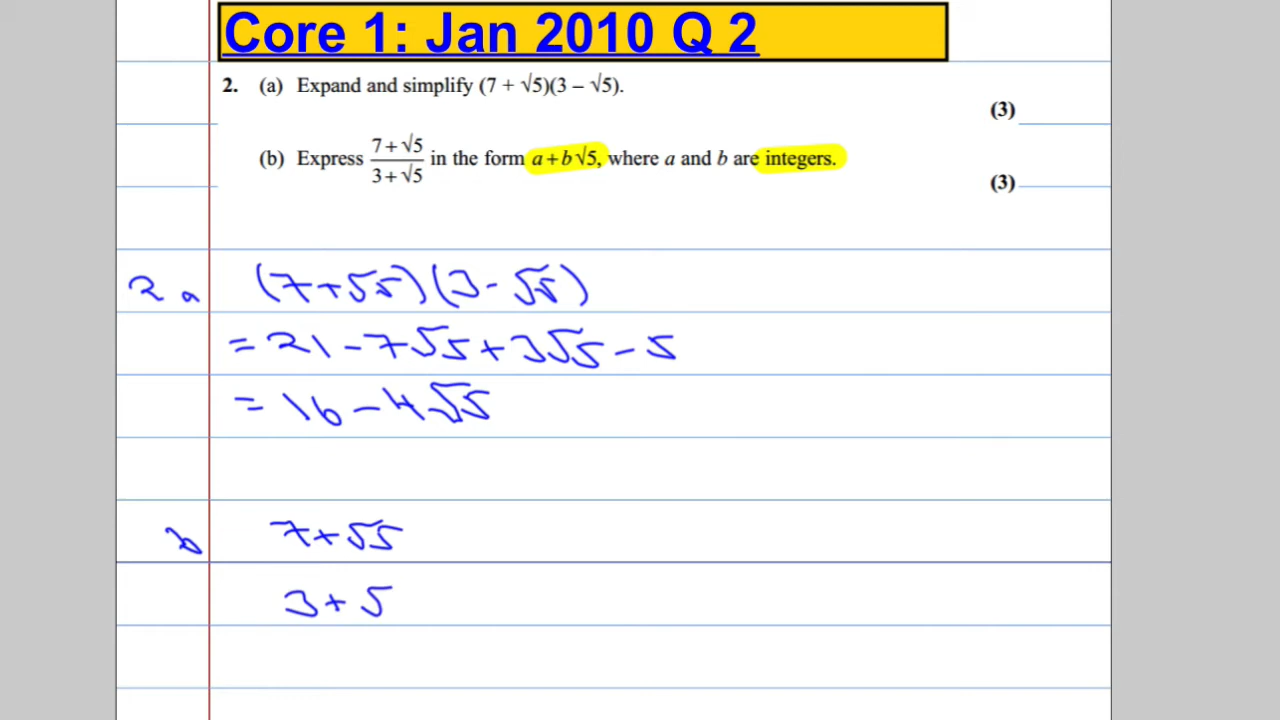 Core 1: Jan 2010 Q 2
2. (a) Expand and simplify (7 + √5)(3 – √5).
(3)
(b) Express 7 + √5 / 3 + √5 in the form a + b√5, where a and b are integers.
(3)
2 a (7+√5)(3-√5)
= 21 - 7√5 + 3√5 - 5
= 16 - 4√5
b 7+√5
3+ 5